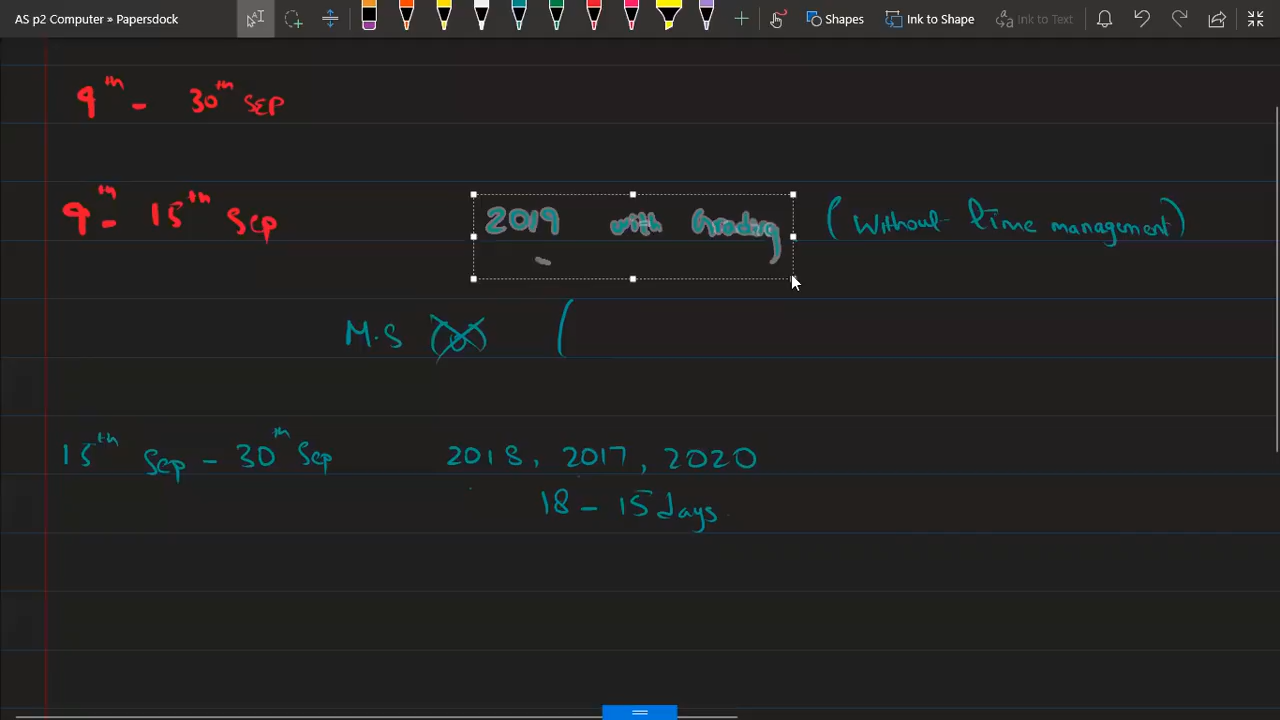 AS p2 Computer » Papersdock
Shapes
Ink to Shape
Ink to Text
9th - 30th SEP
9th - 15th Sep 2019 with Grading (Without time management)
M.S (
15th Sep - 30th Sep 2018, 2017, 2020
18 - 15 days